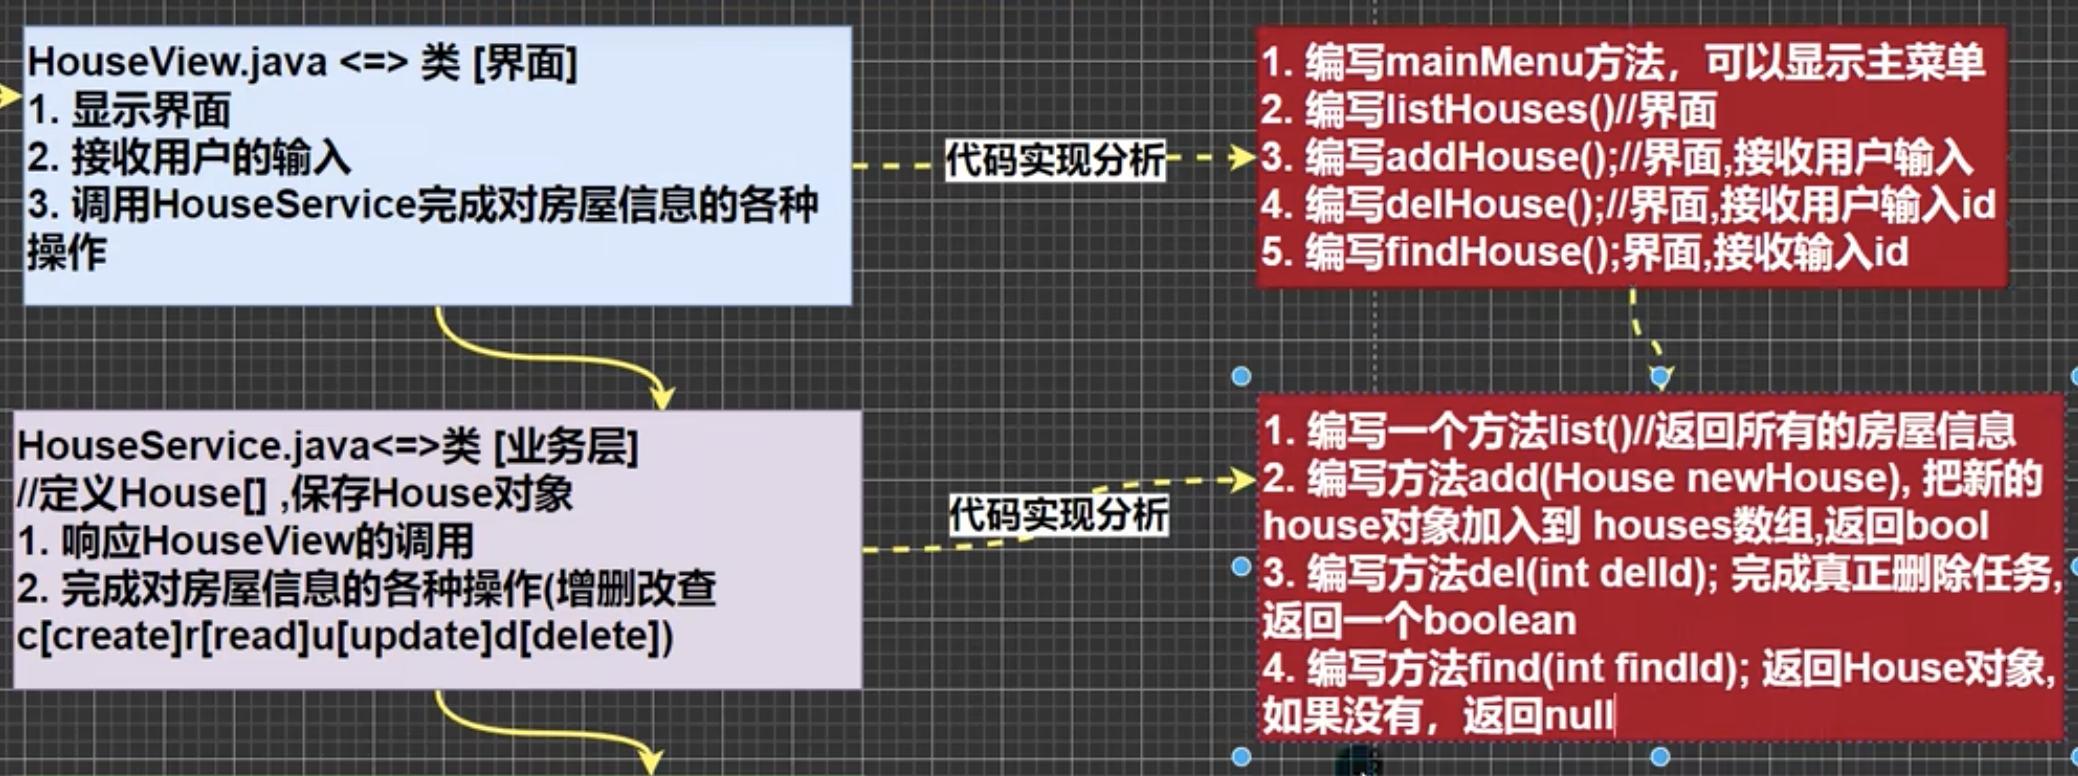 HouseView.java <=> 类 [界面]
1. 显示界面
2. 接收用户的输入
3. 调用HouseService完成对房屋信息的各种
操作
代码实现分析
1. 编写mainMenu方法，可以显示主菜单
2. 编写listHouses()//界面
3. 编写addHouse();//界面,接收用户输入
4. 编写delHouse();//界面,接收用户输入id
5. 编写findHouse();界面,接收输入id
HouseService.java<=>类 [业务层]
//定义House[] ,保存House对象
1. 响应HouseView的调用
2. 完成对房屋信息的各种操作(增删改查
c[create]r[read]u[update]d[delete])
代码实现分析
1. 编写一个方法list()//返回所有的房屋信息
2. 编写方法add(House newHouse), 把新的
house对象加入到 houses数组,返回bool
3. 编写方法del(int delId); 完成真正删除任务,
返回一个boolean
4. 编写方法find(int findId); 返回House对象,
如果没有，返回null